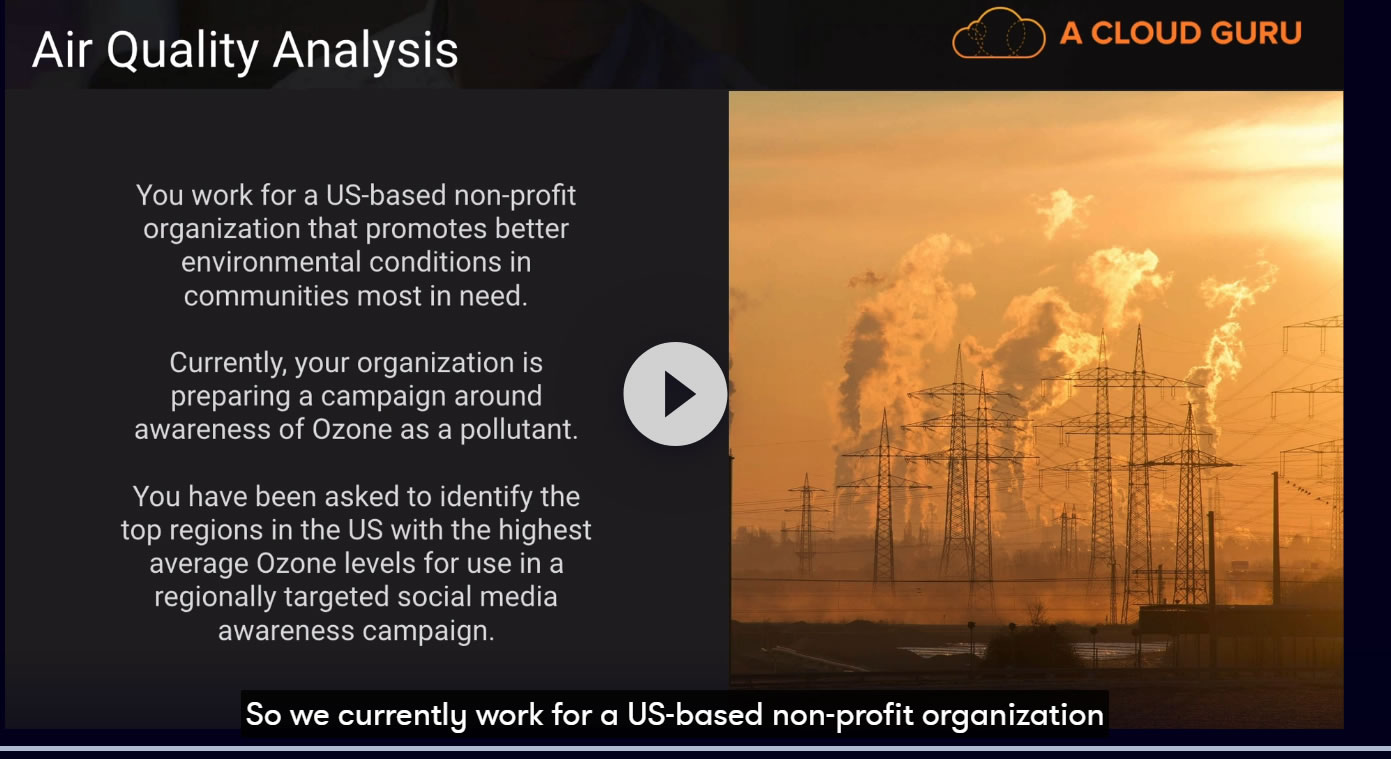 Air Quality Analysis
A CLOUD GURU
You work for a US-based non-profit
organization that promotes better
environmental conditions in
communities most in need.
Currently, your organization is
preparing a campaign around
awareness of Ozone as a pollutant.
You have been asked to identify the
top regions in the US with the highest
average Ozone levels for use in a
regionally targeted social media
awareness campaign.
So we currently work for a US-based non-profit organization